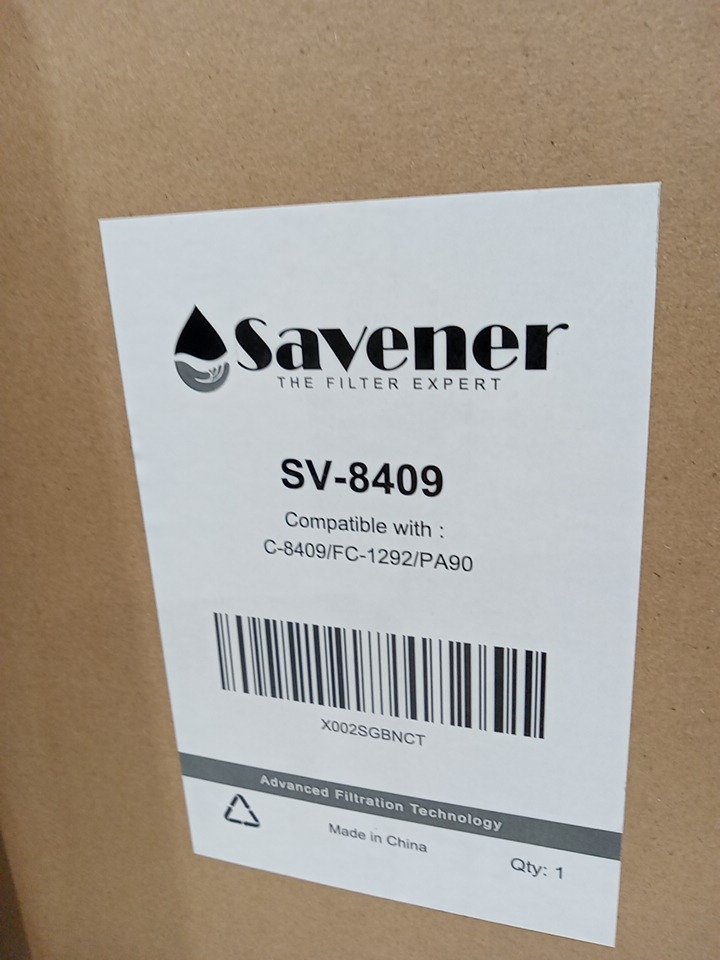 Savener
THE FILTER EXPERT
SV-8409
Compatible with :
C-8409/FC-1292/PA90
X002SGBNCT
Advanced Filtration Technology
Made in China
Qty: 1